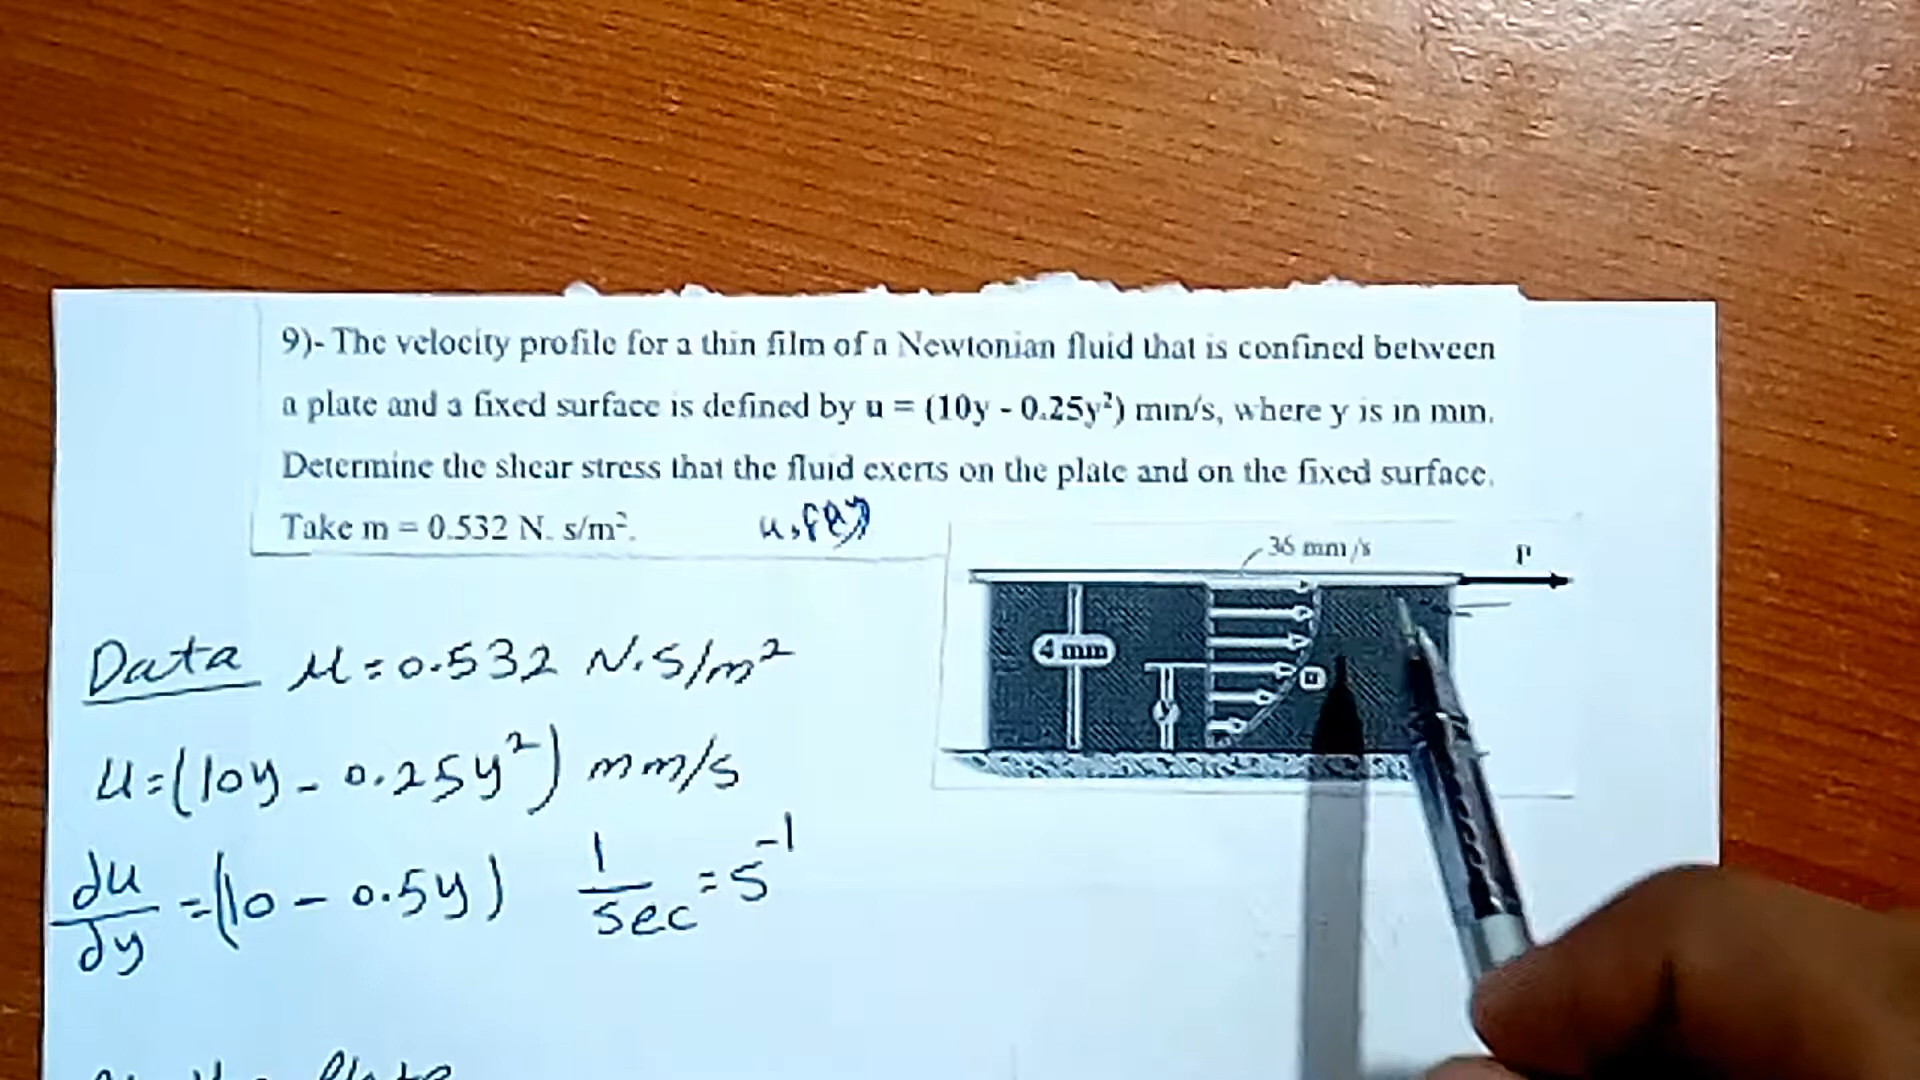 9)- The velocity profile for a thin film of a Newtonian fluid that is confined between
a plate and a fixed surface is defined by u = (10y - 0.25y²) mm/s, where y is in mm.
Determine the shear stress that the fluid exerts on the plate and on the fixed surface.
Take m = 0.532 N. s/m².
36 mm/s
P
4 mm
y
u
Data μ = 0.532 N.S/m²
u=(10y - 0.25y²) mm/s
du/dy = (10 - 0.5y) 1/sec = s⁻¹
Plate